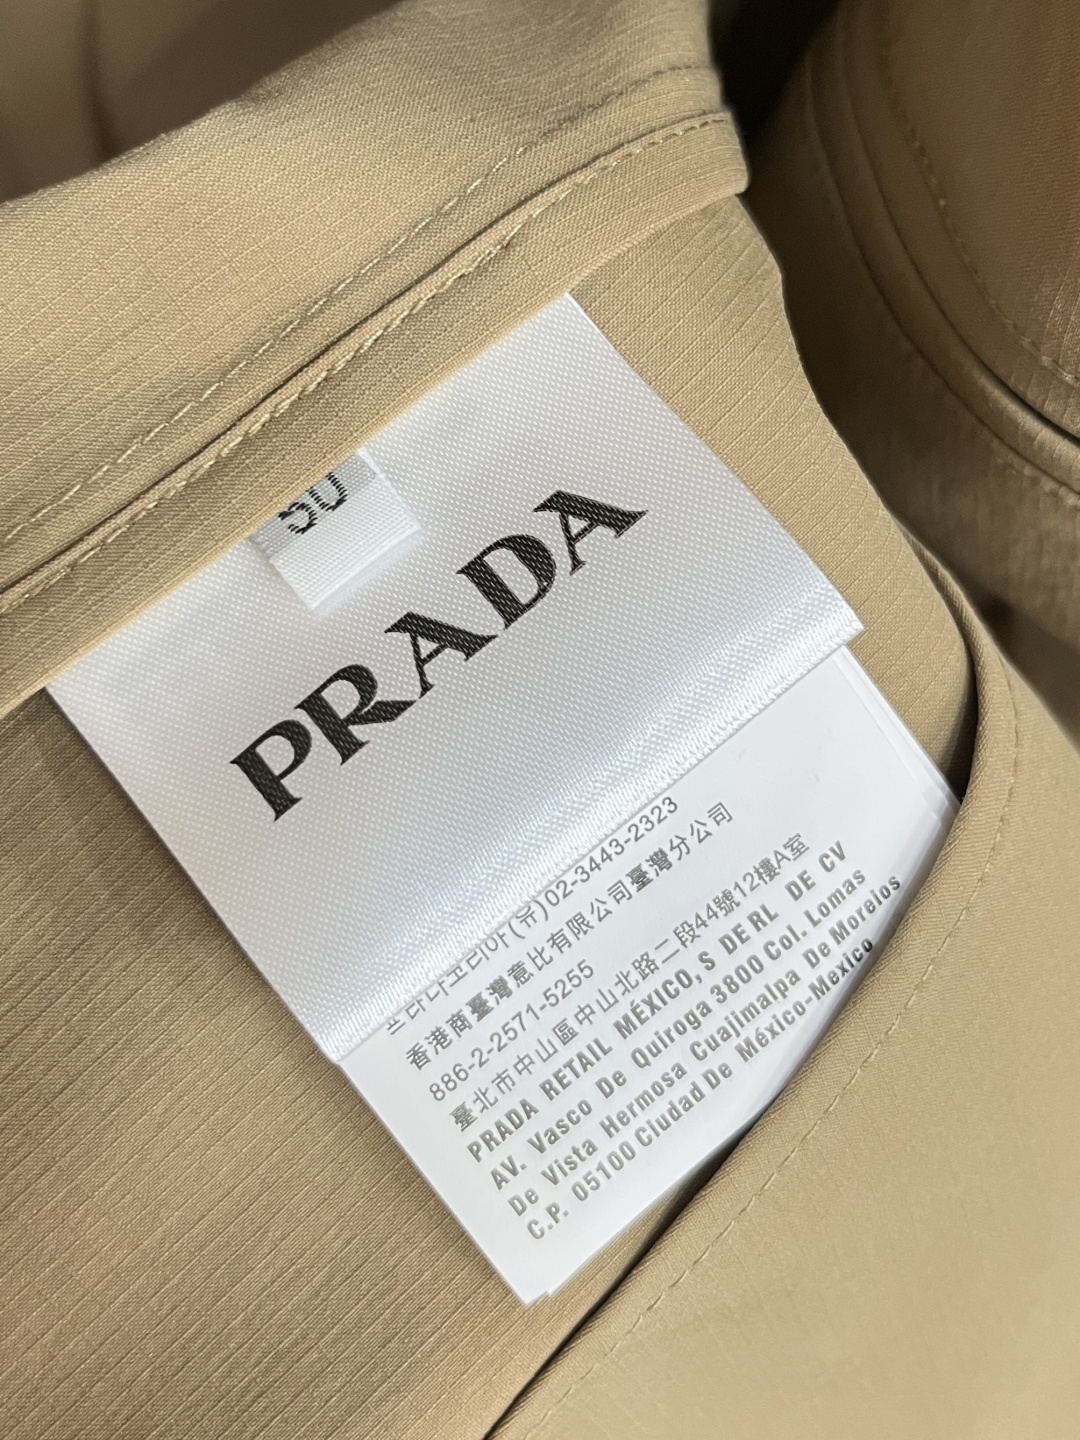 50
PRADA
프라다코리아(유)02-3443-2323
香港商臺灣意比有限公司臺灣分公司
886-2-2571-5255
臺北市中山區中山北路二段44號12樓A室
PRADA RETAIL MÉXICO, S DE RL DE CV
AV. Vasco De Quiroga 3800 Col. Lomas
De Vista Hermosa Cuajimalpa De Morelos
C.P. 05100 Ciudad De México-Mexico